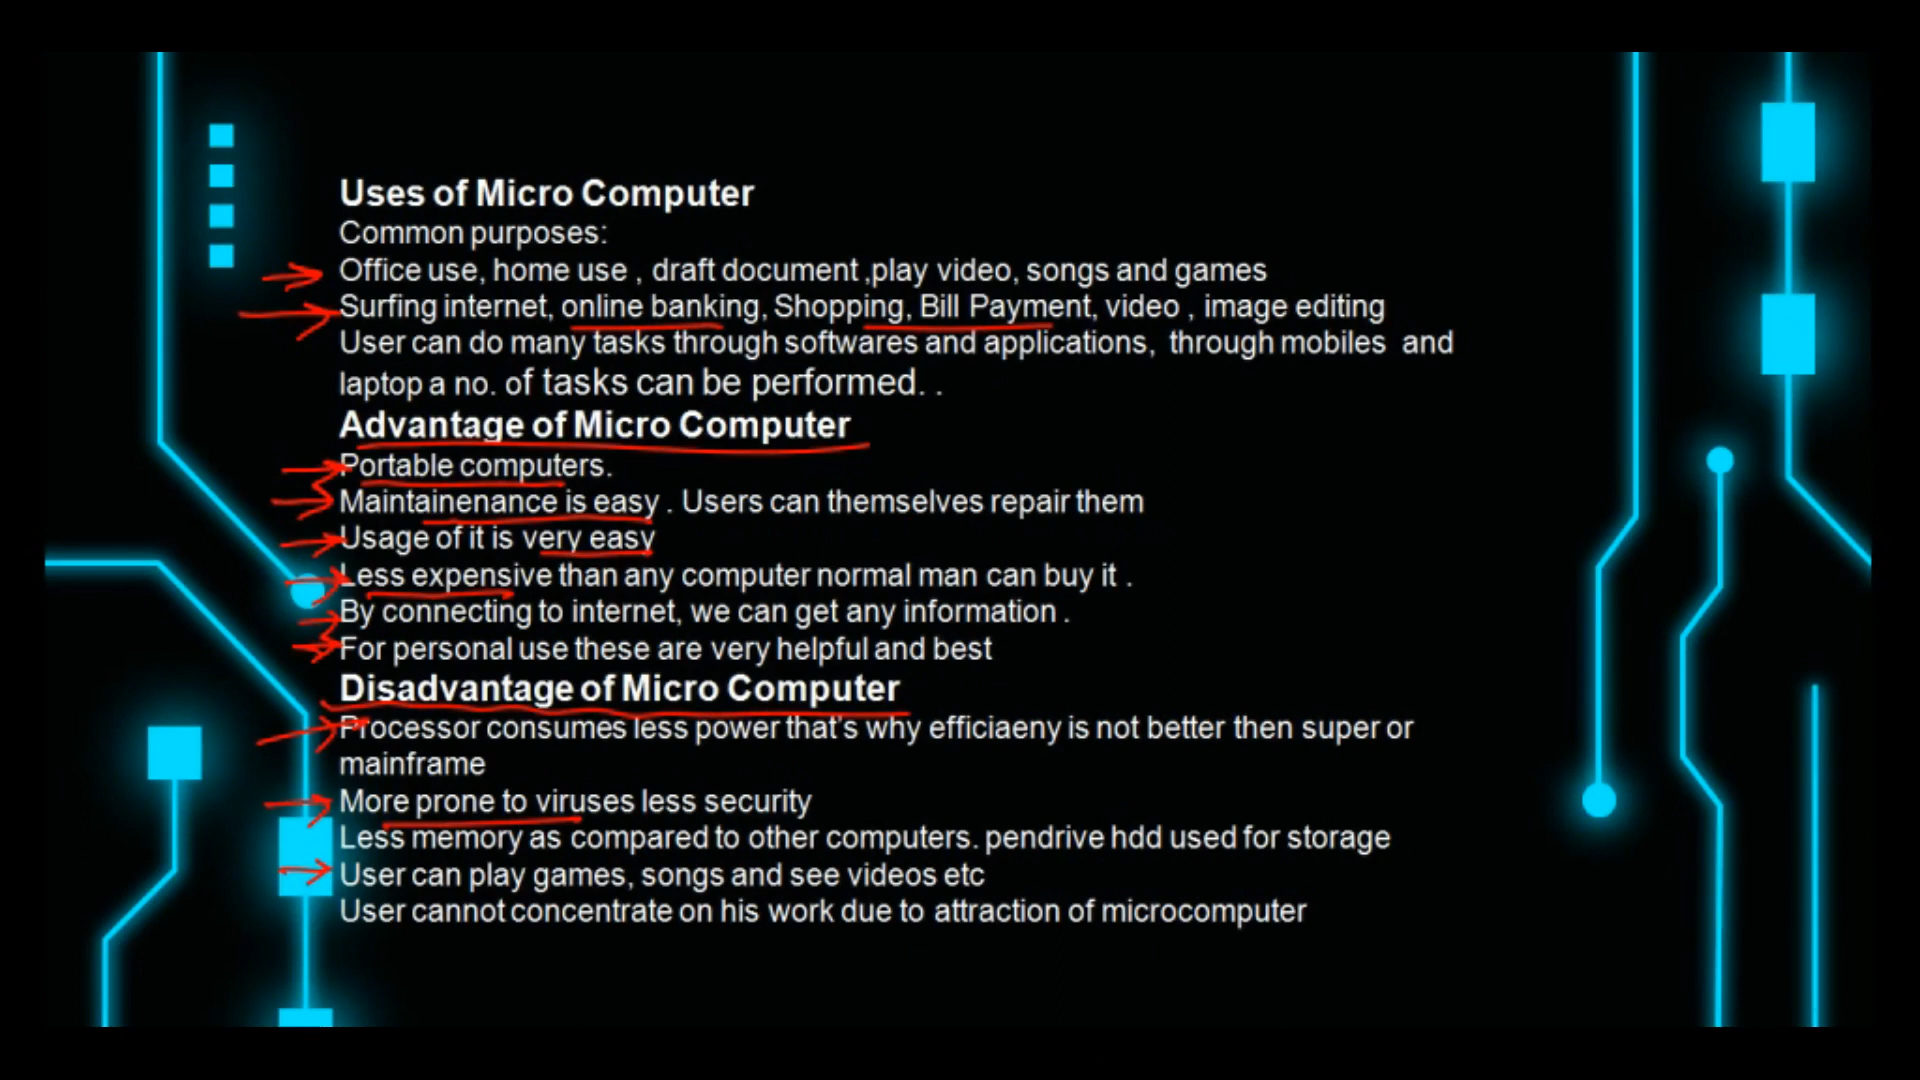 Uses of Micro Computer
Common purposes:
Office use, home use , draft document ,play video, songs and games
Surfing internet, online banking, Shopping, Bill Payment, video , image editing
User can do many tasks through softwares and applications, through mobiles and
laptop a no. of tasks can be performed. .
Advantage of Micro Computer
Portable computers.
Maintainenance is easy . Users can themselves repair them
Usage of it is very easy
Less expensive than any computer normal man can buy it .
By connecting to internet, we can get any information .
For personal use these are very helpful and best
Disadvantage of Micro Computer
Processor consumes less power that's why efficiaeny is not better then super or
mainframe
More prone to viruses less security
Less memory as compared to other computers. pendrive hdd used for storage
User can play games, songs and see videos etc
User cannot concentrate on his work due to attraction of microcomputer